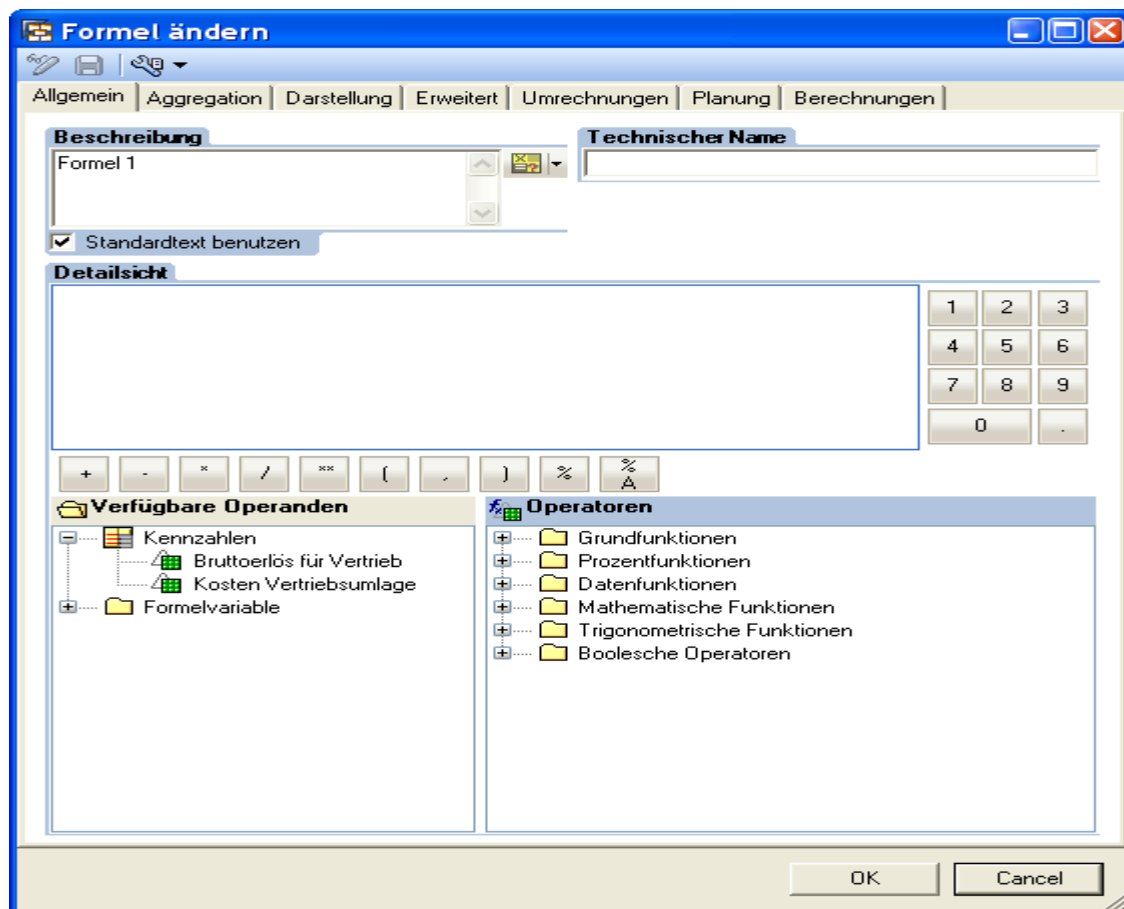 Formel ändern
Allgemein Aggregation Darstellung Erweitert Umrechnungen Planung Berechnungen
Beschreibung Technischer Name
Formel 1
Standardtext benutzen
Detailsicht
1 2 3
4 5 6
7 8 9
0 .
+ - * / ** ( , ) % %A
Verfügbare Operanden
Kennzahlen
Bruttoerlös für Vertrieb
Kosten Vertriebsumlage
Formelvariable
Operatoren
Grundfunktionen
Prozentfunktionen
Datenfunktionen
Mathematische Funktionen
Trigonometrische Funktionen
Boolesche Operatoren
OK Cancel